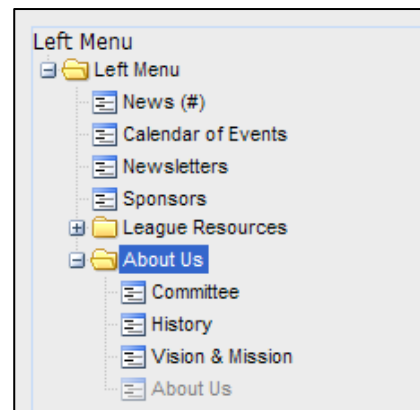 Left Menu
Left Menu
News (#)
Calendar of Events
Newsletters
Sponsors
League Resources
About Us
Committee
History
Vision & Mission
About Us